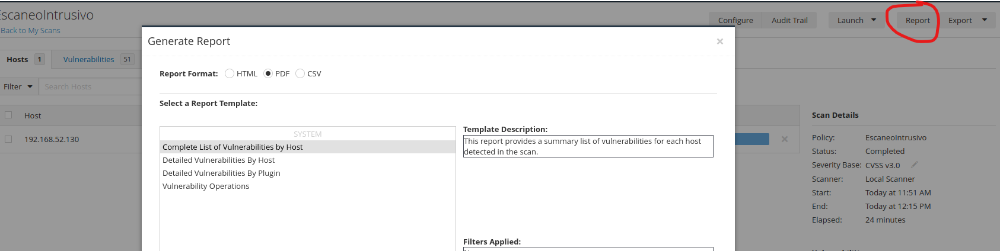 EscaneoIntrusivo
Back to My Scans
Configure Audit Trail Launch Report Export
Generate Report
Hosts 1 Vulnerabilities 51
Report Format: HTML PDF CSV
Filter Search Hosts
Select a Report Template:
Host
192.168.52.130
SYSTEM
Complete List of Vulnerabilities by Host
Detailed Vulnerabilities By Host
Detailed Vulnerabilities By Plugin
Vulnerability Operations
Template Description:
This report provides a summary list of vulnerabilities for each host
detected in the scan.
Filters Applied:
Scan Details
Policy: EscaneoIntrusivo
Status: Completed
Severity Base: CVSS v3.0
Scanner: Local Scanner
Start: Today at 11:51 AM
End: Today at 12:15 PM
Elapsed: 24 minutes